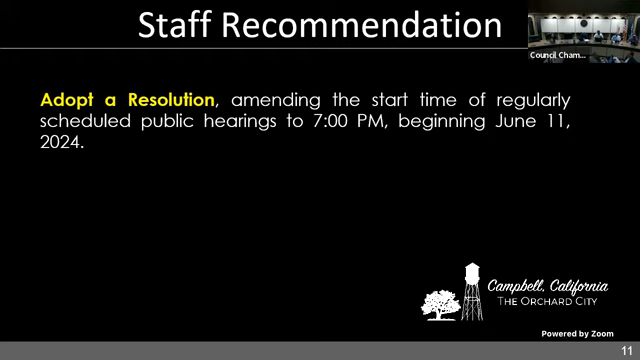 Staff Recommendation
Council Cham...
Adopt a Resolution, amending the start time of regularly
scheduled public hearings to 7:00 PM, beginning June 11,
2024.
Campbell, California
THE ORCHARD CITY
Powered by Zoom
11